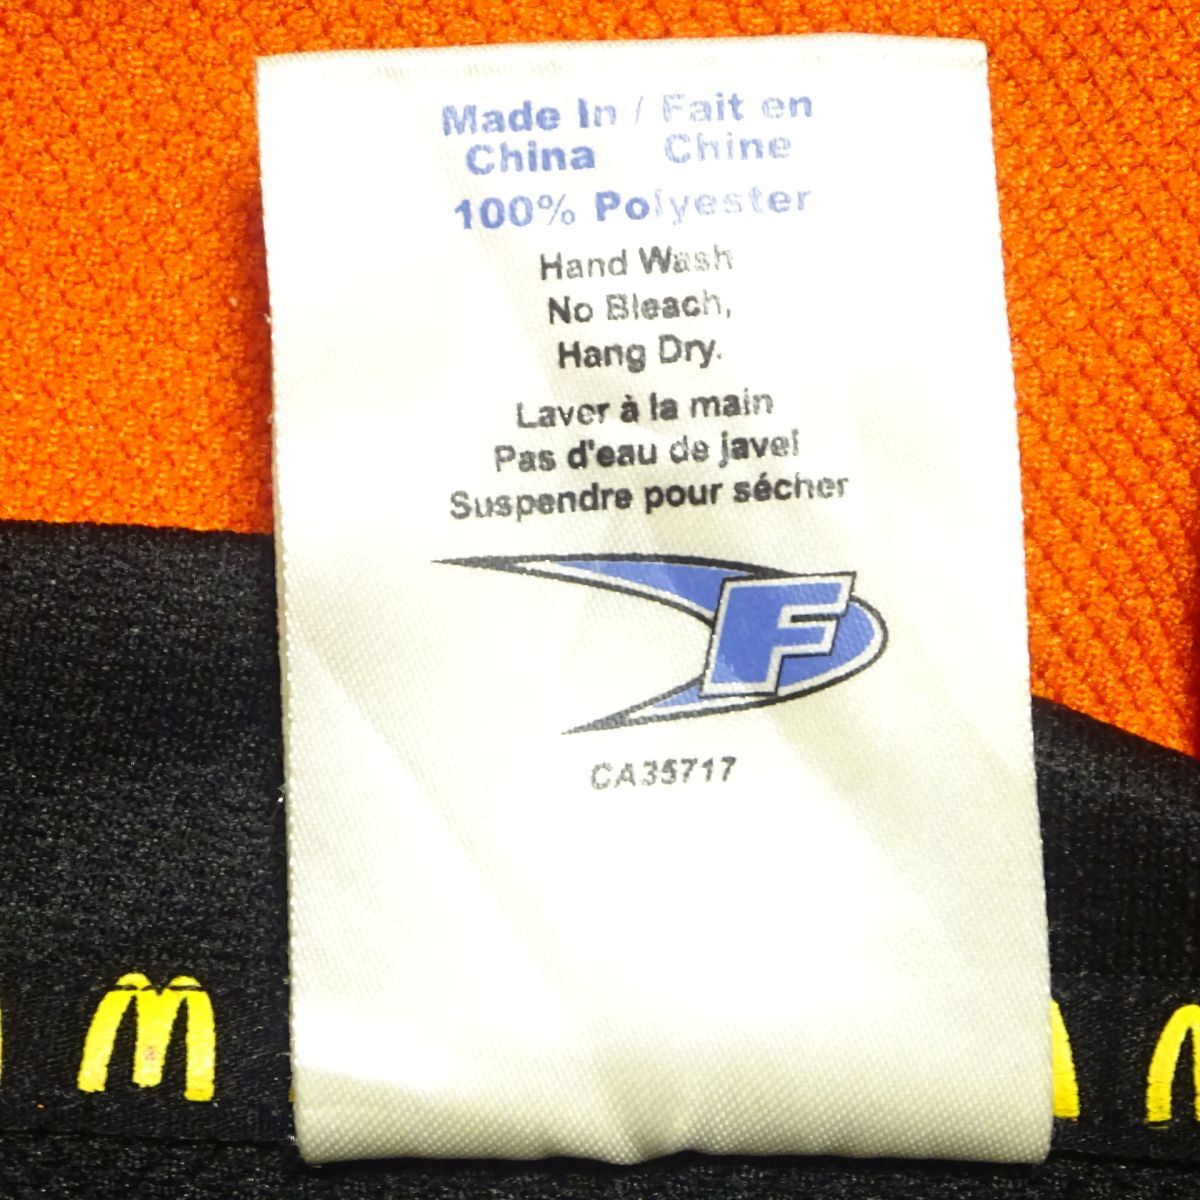 Made In / Fait en
China Chine
100% Polyester
Hand Wash
No Bleach,
Hang Dry.
Laver à la main
Pas d'eau de javel
Suspendre pour sécher
F
CA35717